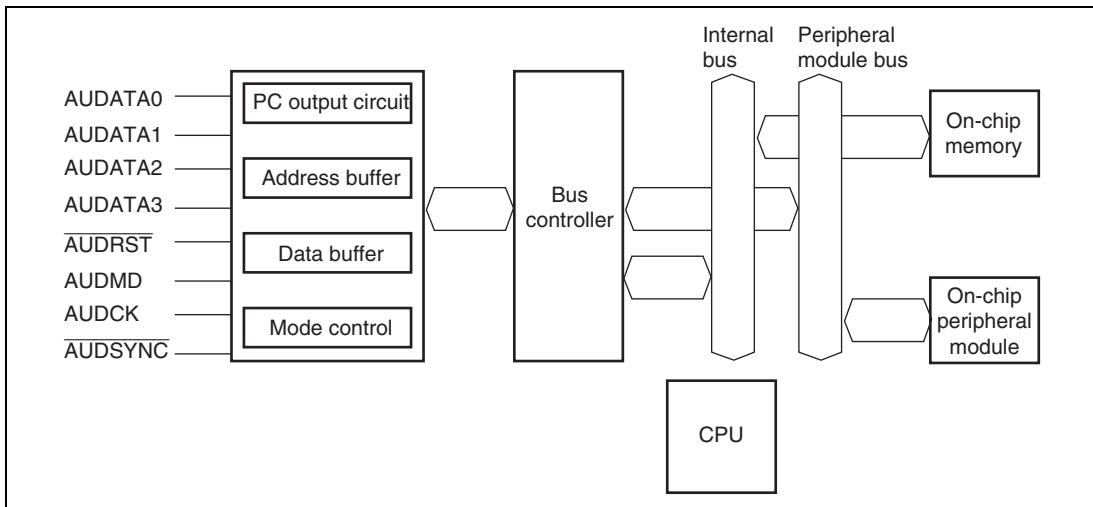 Internal
bus
Peripheral
module bus
AUDATA0
AUDATA1
AUDATA2
AUDATA3
AUDRST
AUDMD
AUDCK
AUDSYNC
PC output circuit
Address buffer
Data buffer
Mode control
Bus
controller
On-chip
memory
On-chip
peripheral
module
CPU